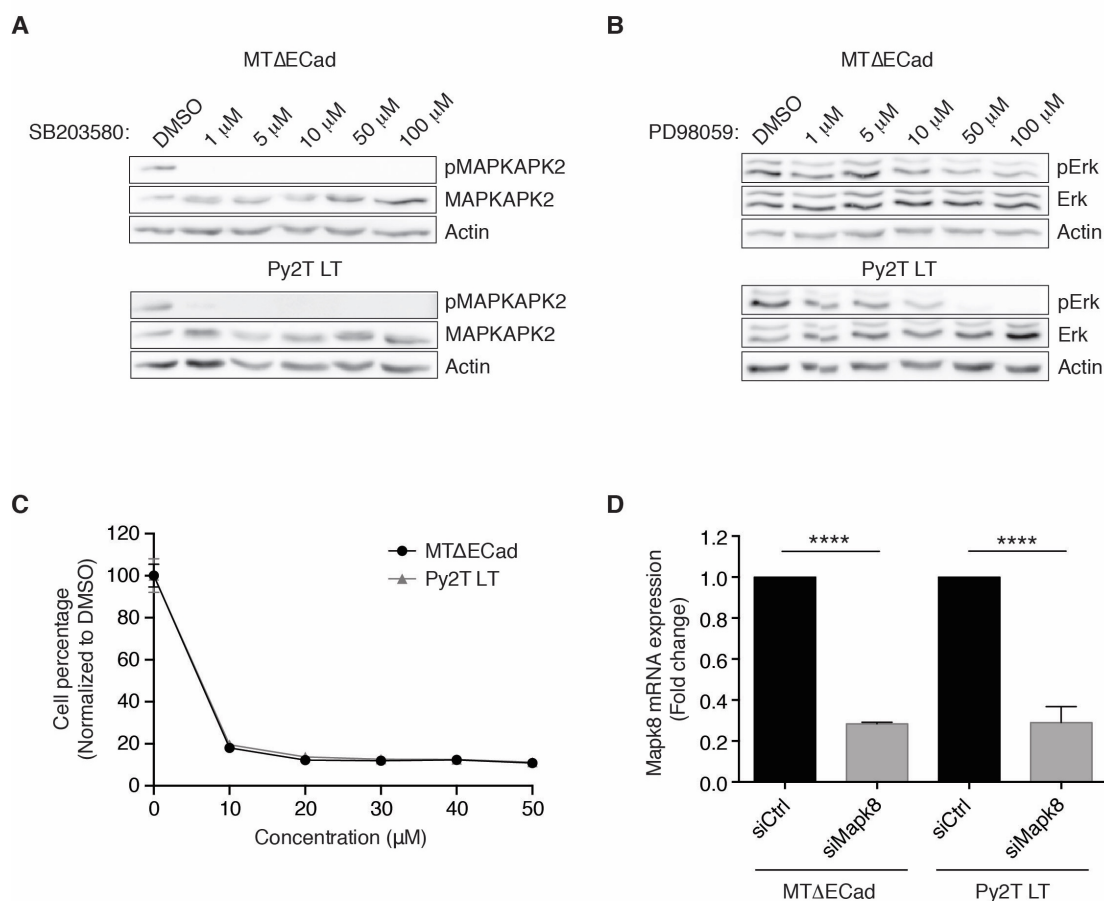 A
MTΔECad
SB203580: DMSO 1 μM 5 μM 10 μM 50 μM 100 μM
pMAPKAPK2
MAPKAPK2
Actin
Py2T LT
pMAPKAPK2
MAPKAPK2
Actin
B
MTΔECad
PD98059: DMSO 1 μM 5 μM 10 μM 50 μM 100 μM
pErk
Erk
Actin
Py2T LT
pErk
Erk
Actin
C
Cell percentage
(Normalized to DMSO)
120
100
80
60
40
20
0
0 10 20 30 40 50
Concentration (μM)
MTΔECad
Py2T LT
D
Mapk8 mRNA expression
(Fold change)
1.2
1.0
0.8
0.6
0.4
0.2
0.0
**** ****
siCtrl siMapk8 siCtrl siMapk8
MTΔECad Py2T LT